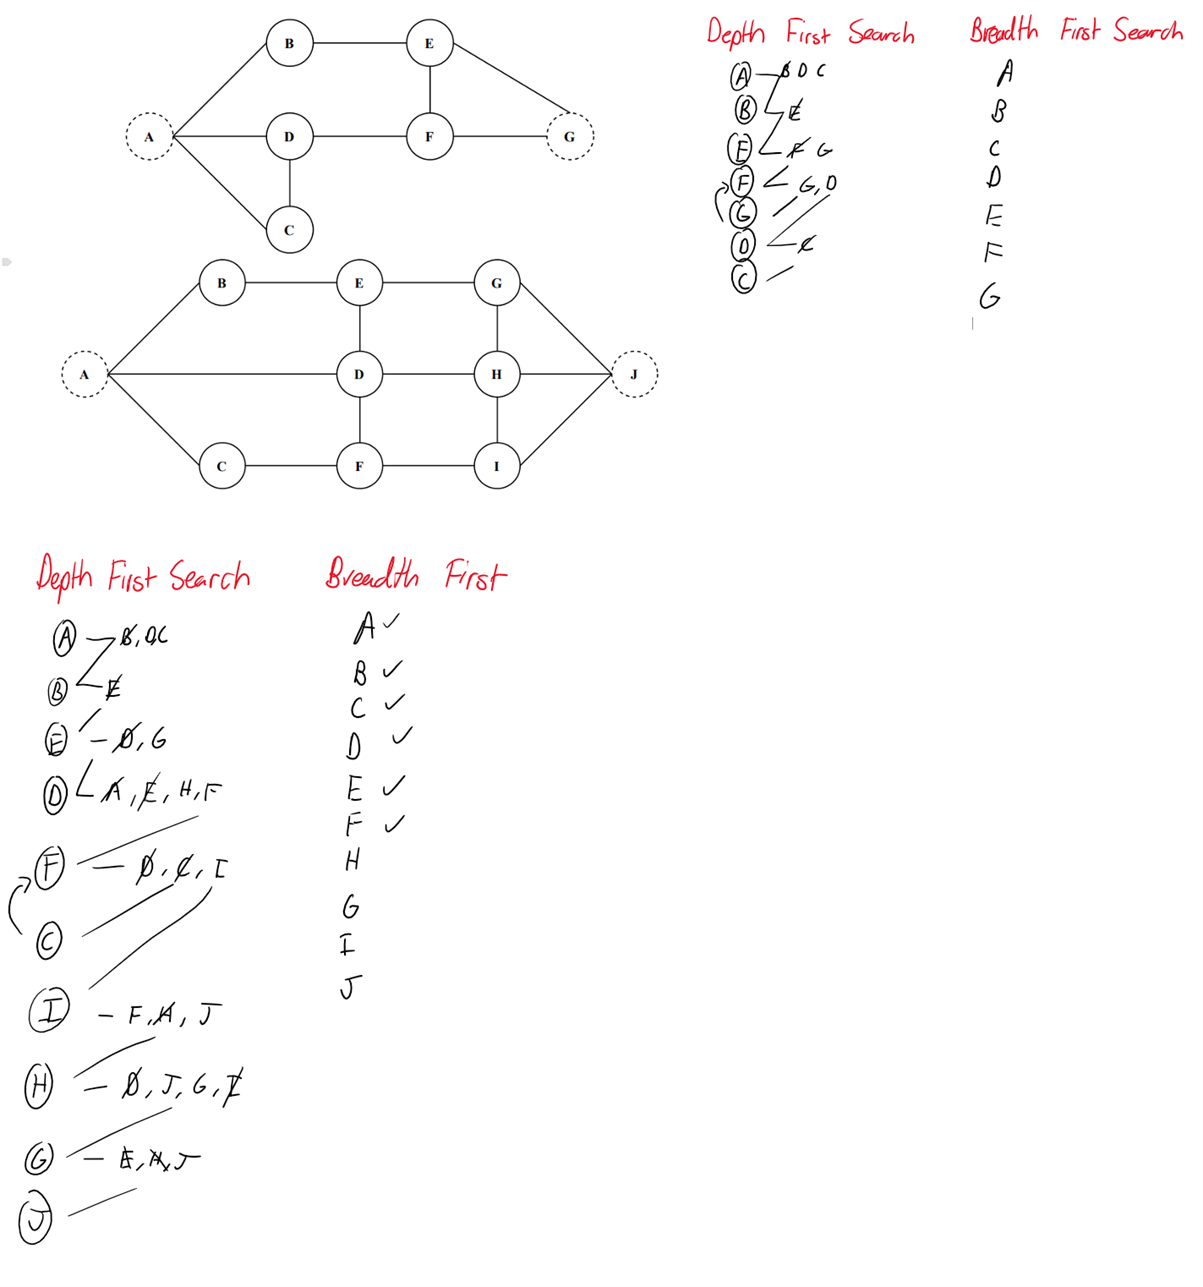 B E
A D F G
C
Depth First Search
A B D C
B E
E F G
F G, D
G
D C
C
Breadth First Search
A
B
C
D
E
F
G
B E G
A D H J
C F I
Depth First Search
A B, D, C
B E
E - D, G
D A, E, H, F
F - D, C, I
C
I - F, H, J
H - D, J, G, I
G - E, H, J
J
Breadth First
A ✓
B ✓
C ✓
D ✓
E ✓
F ✓
H
G
I
J